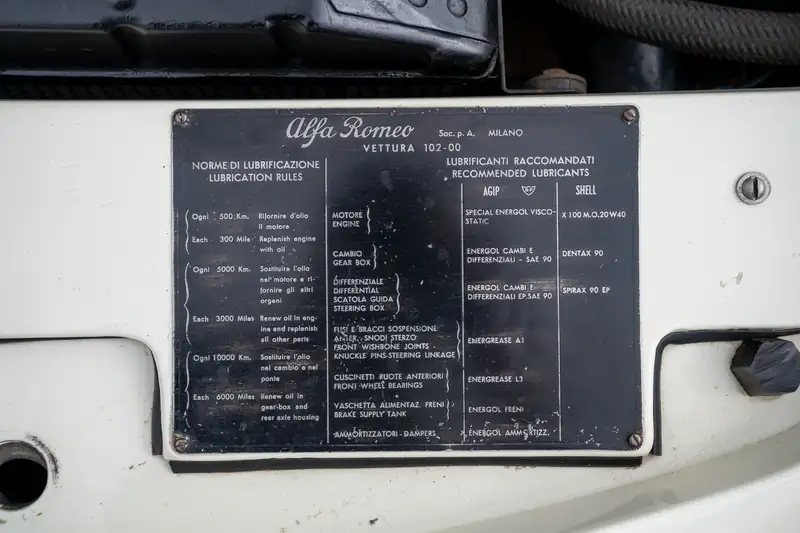 Alfa Romeo Soc. p. A. MILANO
VETTURA 102-00
NORME DI LUBRIFICAZIONE
LUBRICATION RULES
LUBRIFICANTI RACCOMANDATI
RECOMMENDED LUBRICANTS
AGIP
SHELL
Ogni 500 Km. Rifornire d'olio
il motore
Each 300 Mile Replenish engine
with oil
Ogni 5000 Km. Sostituire l'olio
nel motore e ri-
fornire gli altri
organi
Each 3000 Miles Renew oil in en-
gine end replenish
all other parts
Ogni 10000 Km. Sostituire l'olio
nel cambio e nel
ponte
Each 6000 Miles Renew oil in
gear-box and
rear axle housing
MOTORE
ENGINE
SPECIAL ENERGOL VISCO-
STATIC
X 100 M.O. 20W40
CAMBIO
GEAR BOX
ENERGOL CAMBI E
DIFFERENZIALI - SAE 90
DENTAX 90
DIFFERENZIALE
DIFFERENTIAL
SCATOLA GUIDA
STEERING BOX
ENERGOL CAMBI E
DIFFERENZIALI EP. SAE 90
SPIRAX 90 EP
FUSI E BRACCI SOSPENSIONE
ANTER. SNODI STERZO
FRONT WISHBONE JOINTS
KNUCKLE PINS-STEERING LINKAGE
ENERGREASE A1
CUSCINETTI RUOTE ANTERIORI
FRONT WHEEL BEARINGS
ENERGREASE L3
VASCHETTA ALIMENTAZ. FRENI
BRAKE SUPPLY TANK
ENERGOL FRENI
AMMORTIZZATORI - DAMPERS
ENERGOL AMMORTIZZ.